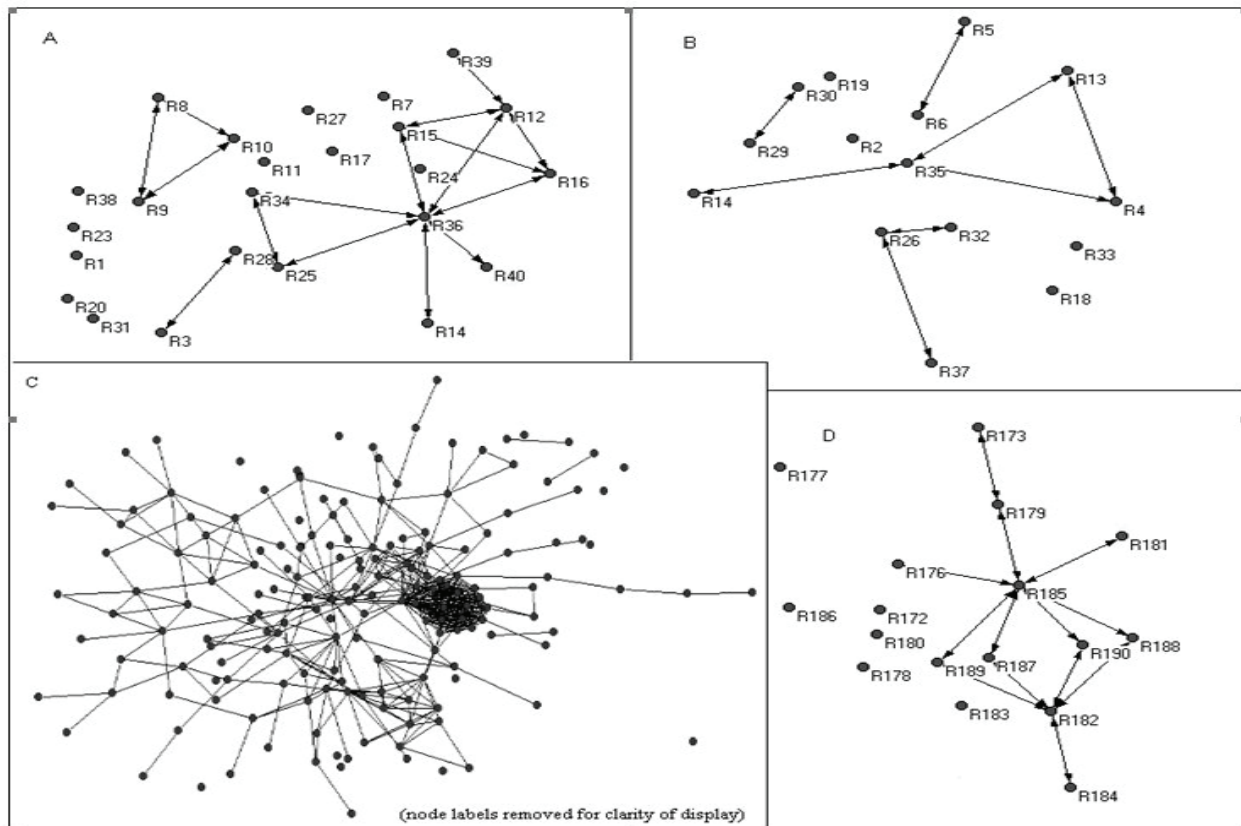 A
R39
R8
R7
R12
R27
R15
R10
R17
R11
R24
R16
R38
R9
R34
R36
R23
R28
R1
R25
R40
R20
R31
R3
R14
B
R5
R13
R19
R30
R6
R2
R29
R35
R14
R4
R26
R32
R33
R18
R37
C
(node labels removed for clarity of display)
D
R173
R177
R179
R181
R176
R185
R186
R172
R180
R190
R188
R178
R189
R187
R183
R182
R184